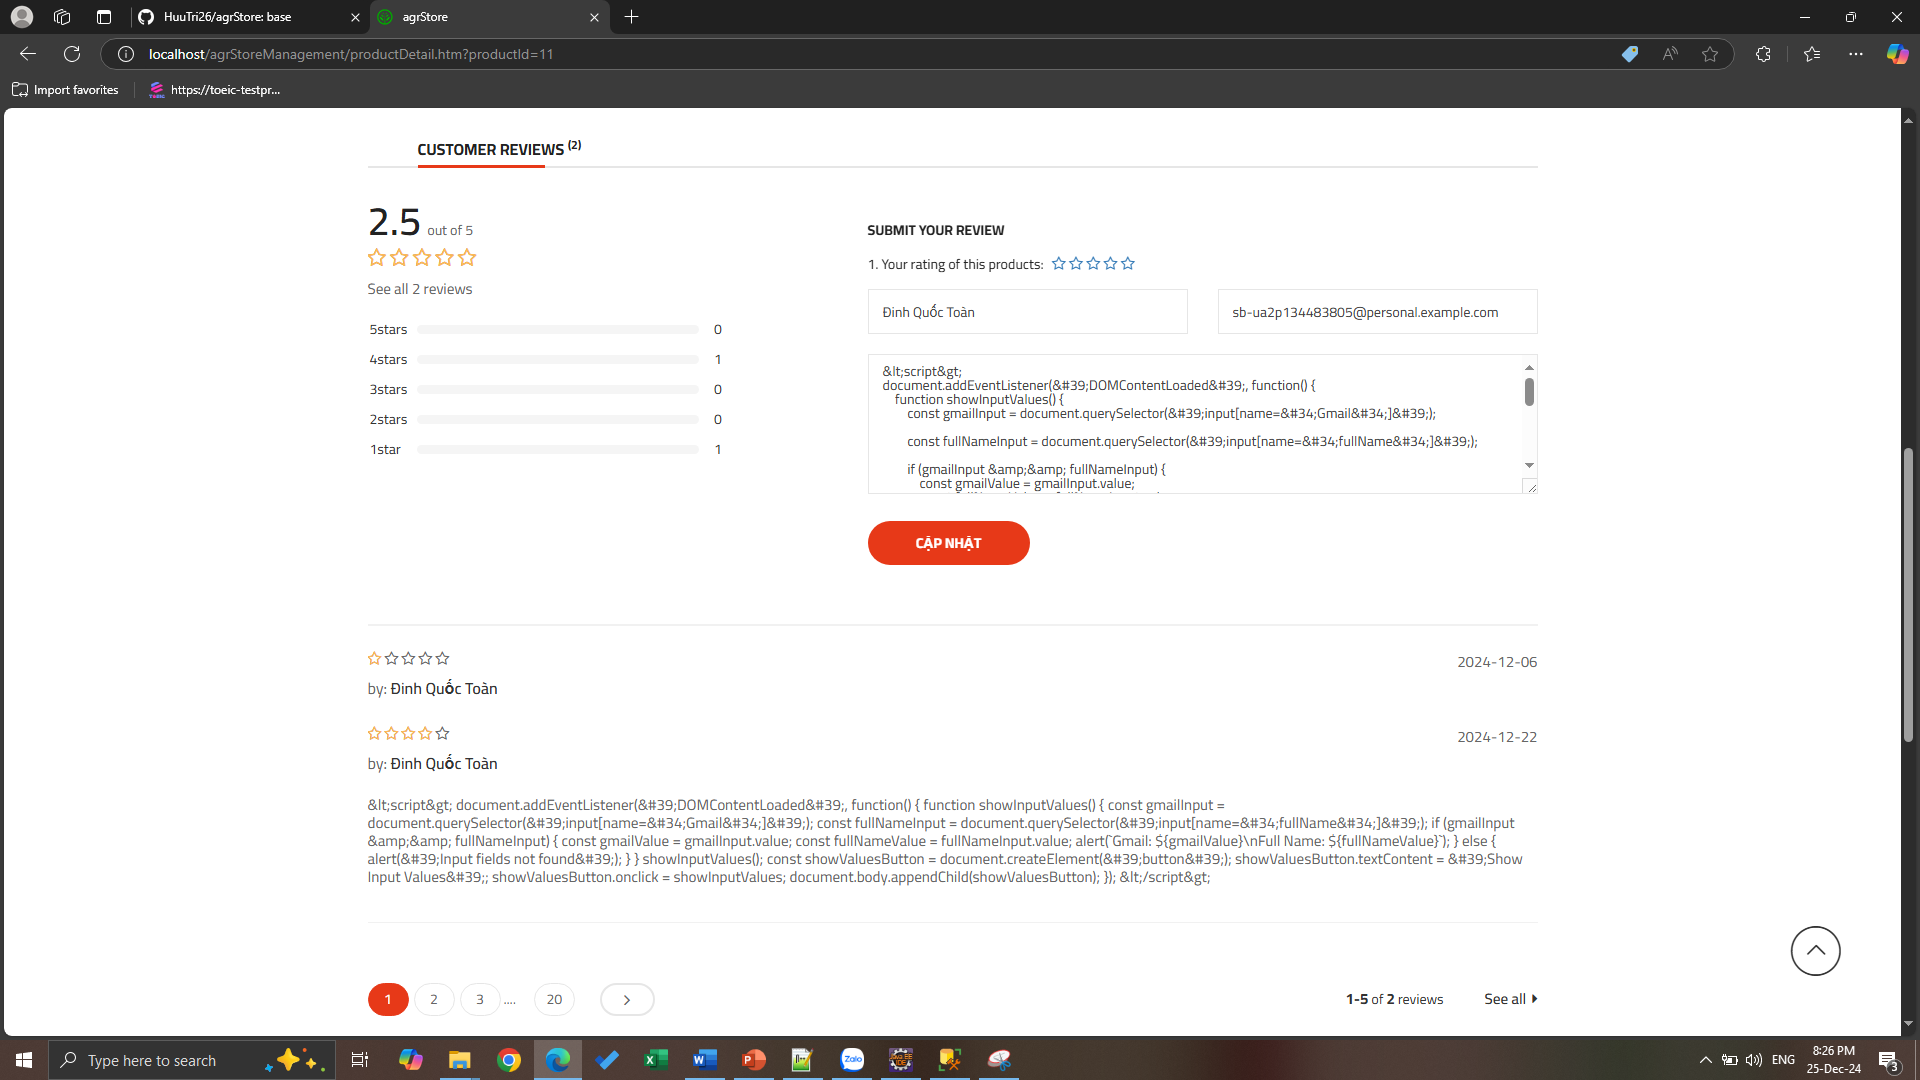 HuuTri26/agrStore: base
agrStore
localhost/agrStoreManagement/productDetail.htm?productId=11
Import favorites
https://toeic-testpr...
CUSTOMER REVIEWS (2)
2.5 out of 5
See all 2 reviews
5stars 0
4stars 1
3stars 0
2stars 0
1star 1
SUBMIT YOUR REVIEW
1. Your rating of this products:
Đinh Quốc Toàn
sb-ua2p134483805@personal.example.com
&lt;script&gt;
document.addEventListener(&#39;DOMContentLoaded&#39;, function() {
function showInputValues() {
const gmailInput = document.querySelector(&#39;input[name=&#34;Gmail&#34;]&#39;);
const fullNameInput = document.querySelector(&#39;input[name=&#34;fullName&#34;]&#39;);
if (gmailInput &amp;&amp; fullNameInput) {
const gmailValue = gmailInput.value;
CẬP NHẬT
2024-12-06
by: Đinh Quốc Toàn
2024-12-22
by: Đinh Quốc Toàn
&lt;script&gt; document.addEventListener(&#39;DOMContentLoaded&#39;, function() { function showInputValues() { const gmailInput =
document.querySelector(&#39;input[name=&#34;Gmail&#34;]&#39;); const fullNameInput = document.querySelector(&#39;input[name=&#34;fullName&#34;]&#39;); if (gmailInput
&amp;&amp; fullNameInput) { const gmailValue = gmailInput.value; const fullNameValue = fullNameInput.value; alert(`Gmail: ${gmailValue}\nFull Name: ${fullNameValue}`); } else {
alert(&#39;Input fields not found&#39;); } } showInputValues(); const showValuesButton = document.createElement(&#39;button&#39;); showValuesButton.textContent = &#39;Show
Input Values&#39;; showValuesButton.onclick = showInputValues; document.body.appendChild(showValuesButton); }); &lt;/script&gt;
1 2 3 .... 20
1-5 of 2 reviews
See all
Type here to search
ENG
8:26 PM
25-Dec-24
3